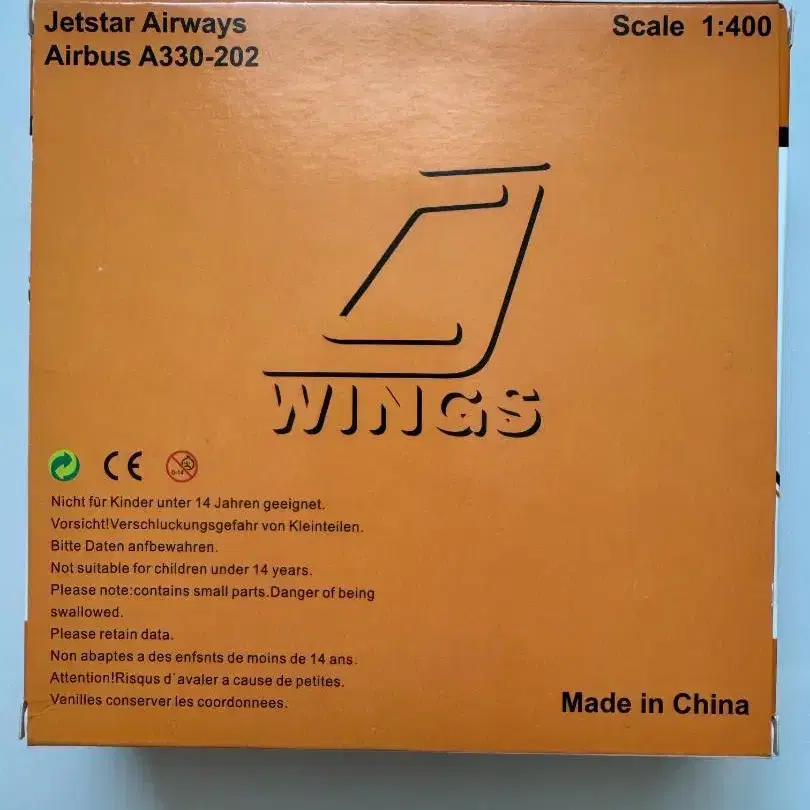 Jetstar Airways
Scale 1:400
Airbus A330-202
WINGS
CE
0-14
Nicht für Kinder unter 14 Jahren geeignet.
Vorsicht!Verschluckungsgefahr von Kleinteilen.
Bitte Daten anfbewahren.
Not suitable for children under 14 years.
Please note:contains small parts.Danger of being
swallowed.
Please retain data.
Non abaptes a des enfsnts de moins de 14 ans.
Attention!Risqus d'avaler a cause de petites.
Venilles conserver les coordonnees.
Made in China